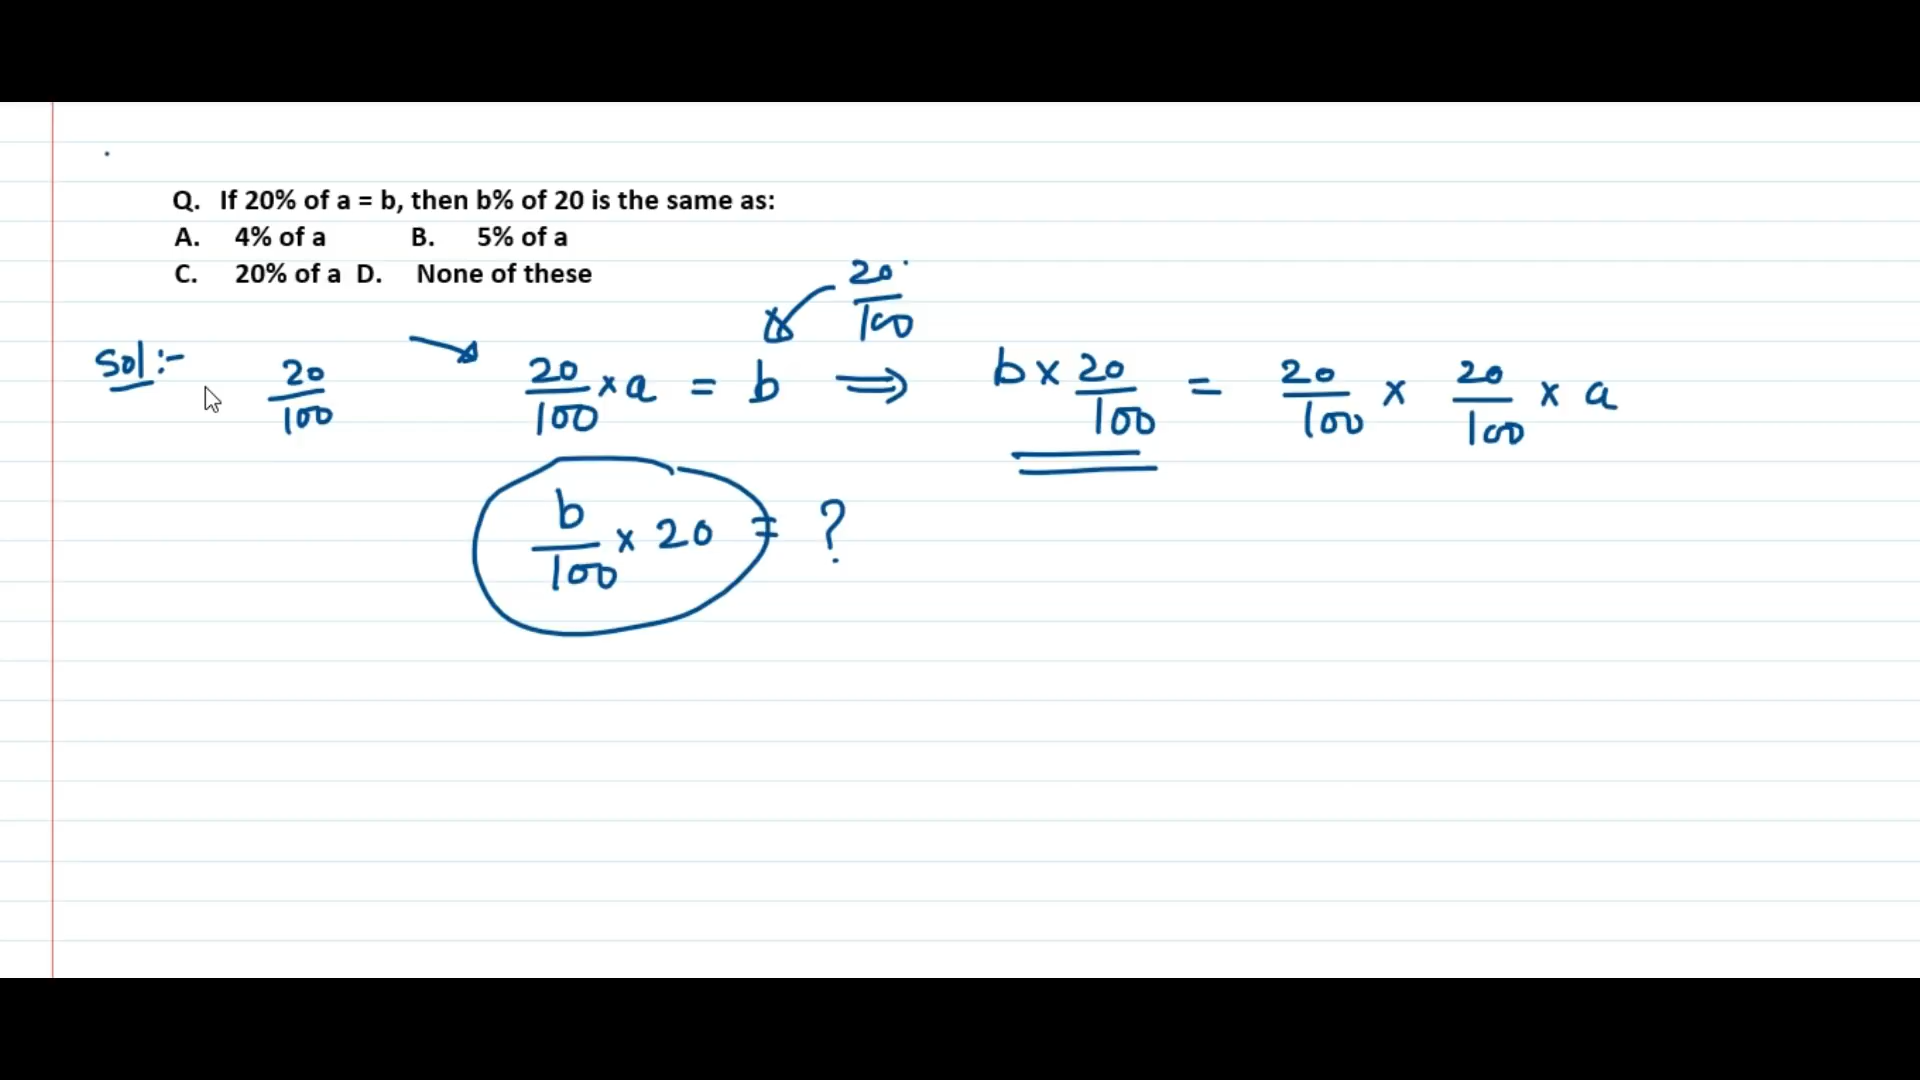 Q. If 20% of a = b, then b% of 20 is the same as:
A. 4% of a B. 5% of a
C. 20% of a D. None of these
20/100
Sol:- 20/100 20/100 × a = b ⇒ b × 20/100 = 20/100 × 20/100 × a
b/100 × 20 = ?